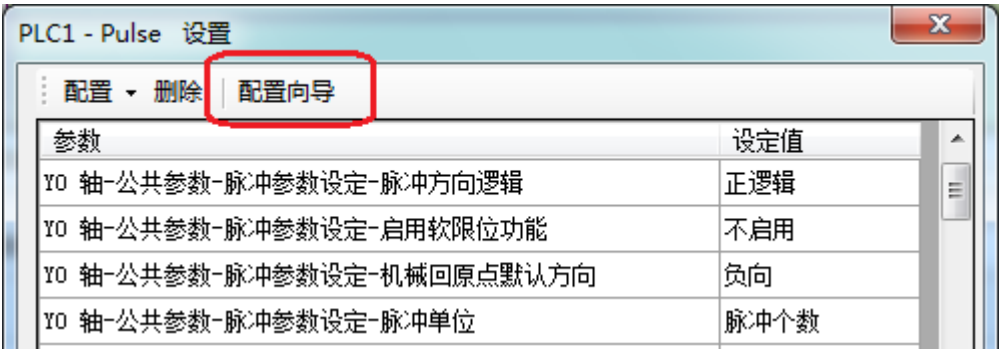 PLC1 - Pulse 设置
配置 删除 配置向导
参数 设定值
Y0 轴-公共参数-脉冲参数设定-脉冲方向逻辑 正逻辑
Y0 轴-公共参数-脉冲参数设定-启用软限位功能 不启用
Y0 轴-公共参数-脉冲参数设定-机械回原点默认方向 负向
Y0 轴-公共参数-脉冲参数设定-脉冲单位 脉冲个数